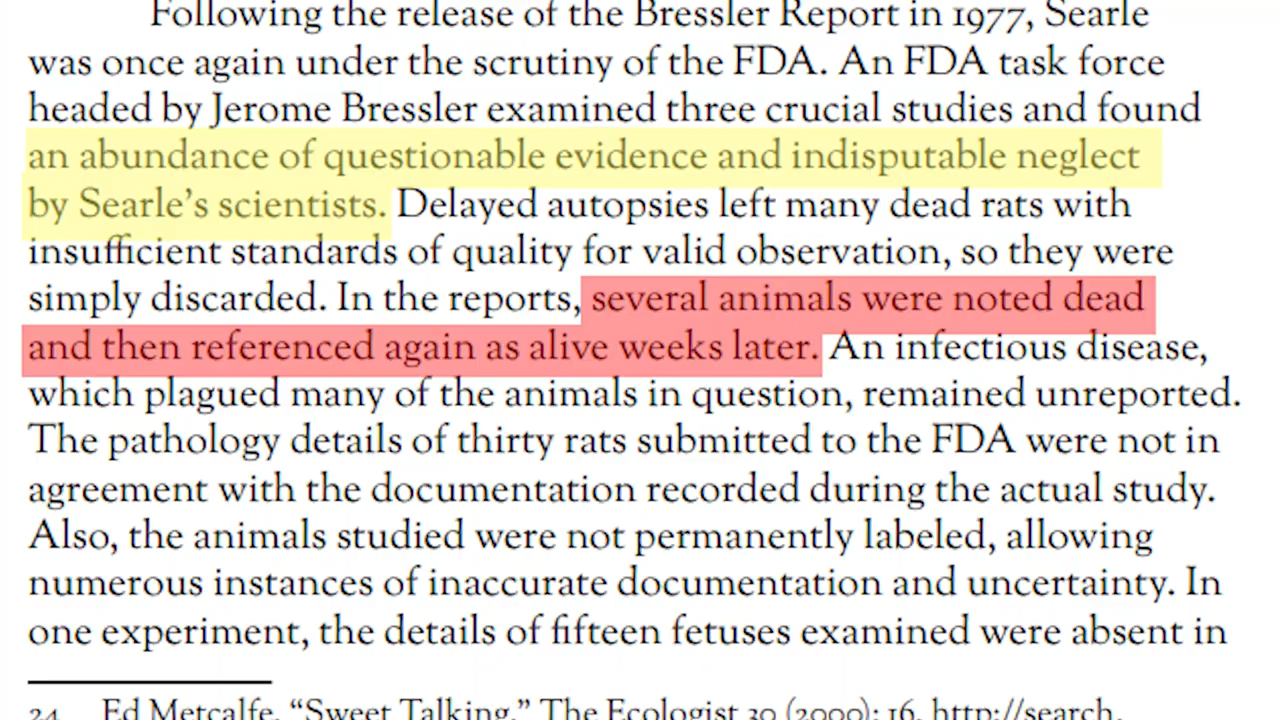 Following the release of the Bressler Report in 1977, Searle
was once again under the scrutiny of the FDA. An FDA task force
headed by Jerome Bressler examined three crucial studies and found
an abundance of questionable evidence and indisputable neglect
by Searle’s scientists. Delayed autopsies left many dead rats with
insufficient standards of quality for valid observation, so they were
simply discarded. In the reports, several animals were noted dead
and then referenced again as alive weeks later. An infectious disease,
which plagued many of the animals in question, remained unreported.
The pathology details of thirty rats submitted to the FDA were not in
agreement with the documentation recorded during the actual study.
Also, the animals studied were not permanently labeled, allowing
numerous instances of inaccurate documentation and uncertainty. In
one experiment, the details of fifteen fetuses examined were absent in
24 Ed Metcalfe, “Sweet Talking,” The Ecologist 30 (2000): 16, http://search.